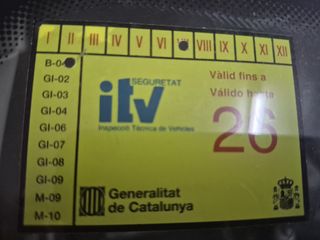 I II III IV V VI VIII IX X XI XII
B-04
GI-02
GI-03
GI-04
GI-06
GI-07
GI-08
GI-09
M-09
M-10
SEGURETAT
itv
Inspecció Tècnica de Vehicles
Vàlid fins a
Válido hasta
26
Generalitat
de Catalunya